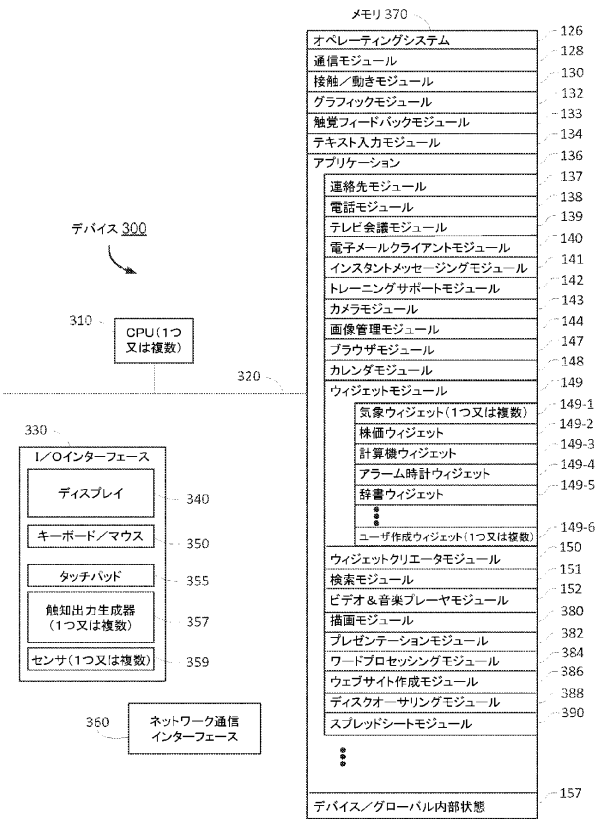 メモリ 370
オペレーティングシステム 126
通信モジュール 128
接触／動きモジュール 130
グラフィックモジュール 132
触覚フィードバックモジュール 133
テキスト入力モジュール 134
アプリケーション 136
連絡先モジュール 137
電話モジュール 138
テレビ会議モジュール 139
電子メールクライアントモジュール 140
インスタントメッセージングモジュール 141
トレーニングサポートモジュール 142
カメラモジュール 143
画像管理モジュール 144
ブラウザモジュール 147
カレンダモジュール 148
ウィジェットモジュール 149
気象ウィジェット（1つ又は複数） 149-1
株価ウィジェット 149-2
計算機ウィジェット 149-3
アラーム時計ウィジェット 149-4
辞書ウィジェット 149-5
ユーザ作成ウィジェット（1つ又は複数） 149-6
ウィジェットクリエータモジュール 150
検索モジュール 151
ビデオ＆音楽プレーヤモジュール 152
描画モジュール 380
プレゼンテーションモジュール 382
ワードプロセッシングモジュール 384
ウェブサイト作成モジュール 386
ディスクオーサリングモジュール 388
スプレッドシートモジュール 390
デバイス／グローバル内部状態 157
デバイス 300
310
CPU（1つ
又は複数）
320
330
I／Oインターフェース
ディスプレイ 340
キーボード／マウス 350
タッチパッド 355
触知出力生成器
（1つ又は複数） 357
センサ（1つ又は複数） 359
360
ネットワーク通信
インターフェース